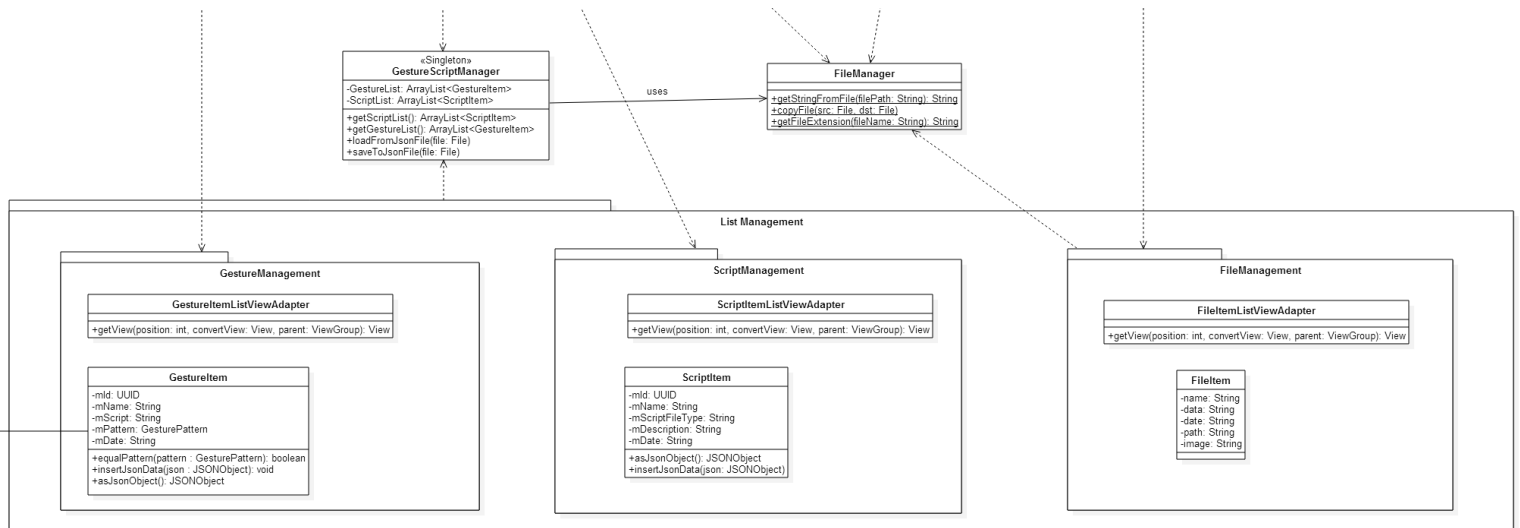 «Singleton»
GestureScriptManager
-GestureList: ArrayList<GestureItem>
-ScriptList: ArrayList<ScriptItem>
+getScriptList(): ArrayList<ScriptItem>
+getGestureList(): ArrayList<GestureItem>
+loadFromJsonFile(file: File)
+saveToJsonFile(file: File)
uses
FileManager
+getStringFromFile(filePath: String): String
+copyFile(src: File, dst: File)
+getFileExtension(fileName: String): String
List Management
GestureManagement
GestureItemListViewAdapter
+getView(position: int, convertView: View, parent: ViewGroup): View
GestureItem
-mId: UUID
-mName: String
-mScript: String
-mPattern: GesturePattern
-mDate: String
+equalPattern(pattern : GesturePattern): boolean
+insertJsonData(json : JSONObject): void
+asJsonObject(): JSONObject
ScriptManagement
ScriptItemListViewAdapter
+getView(position: int, convertView: View, parent: ViewGroup): View
ScriptItem
-mId: UUID
-mName: String
-mScriptFileType: String
-mDescription: String
-mDate: String
+asJsonObject(): JSONObject
+insertJsonData(json: JSONObject)
FileManagement
FileItemListViewAdapter
+getView(position: int, convertView: View, parent: ViewGroup): View
FileItem
-name: String
-data: String
-date: String
-path: String
-image: String